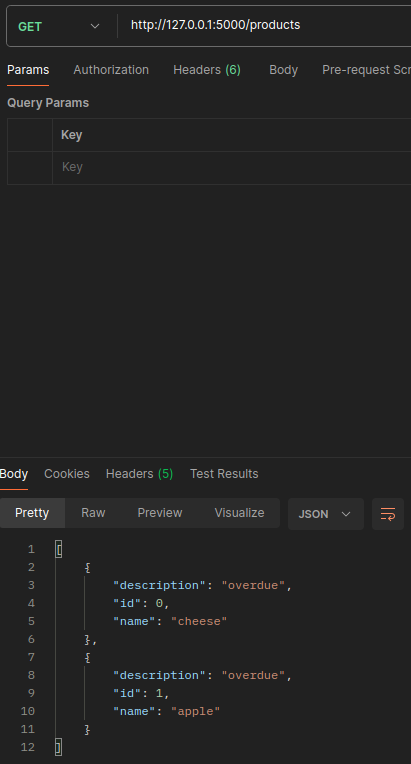 GET http://127.0.0.1:5000/products
Params Authorization Headers (6) Body Pre-request Scr
Query Params
Key
Key
Body Cookies Headers (5) Test Results
Pretty Raw Preview Visualize JSON
1 [
2 {
3 "description": "overdue",
4 "id": 0,
5 "name": "cheese"
6 },
7 {
8 "description": "overdue",
9 "id": 1,
10 "name": "apple"
11 }
12 ]